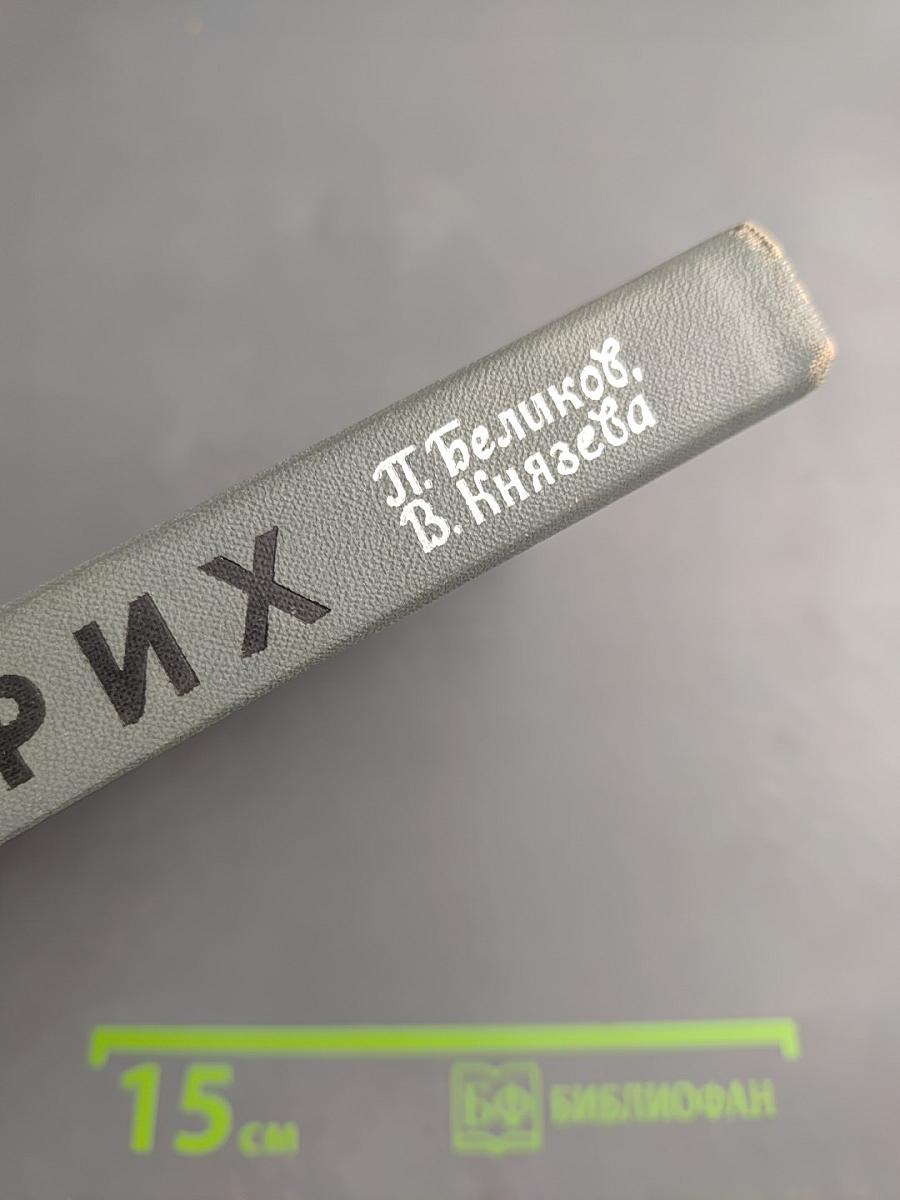 П. Беликов,
В. Князева
РИХ
15 см
БФ БИБЛИОФАН